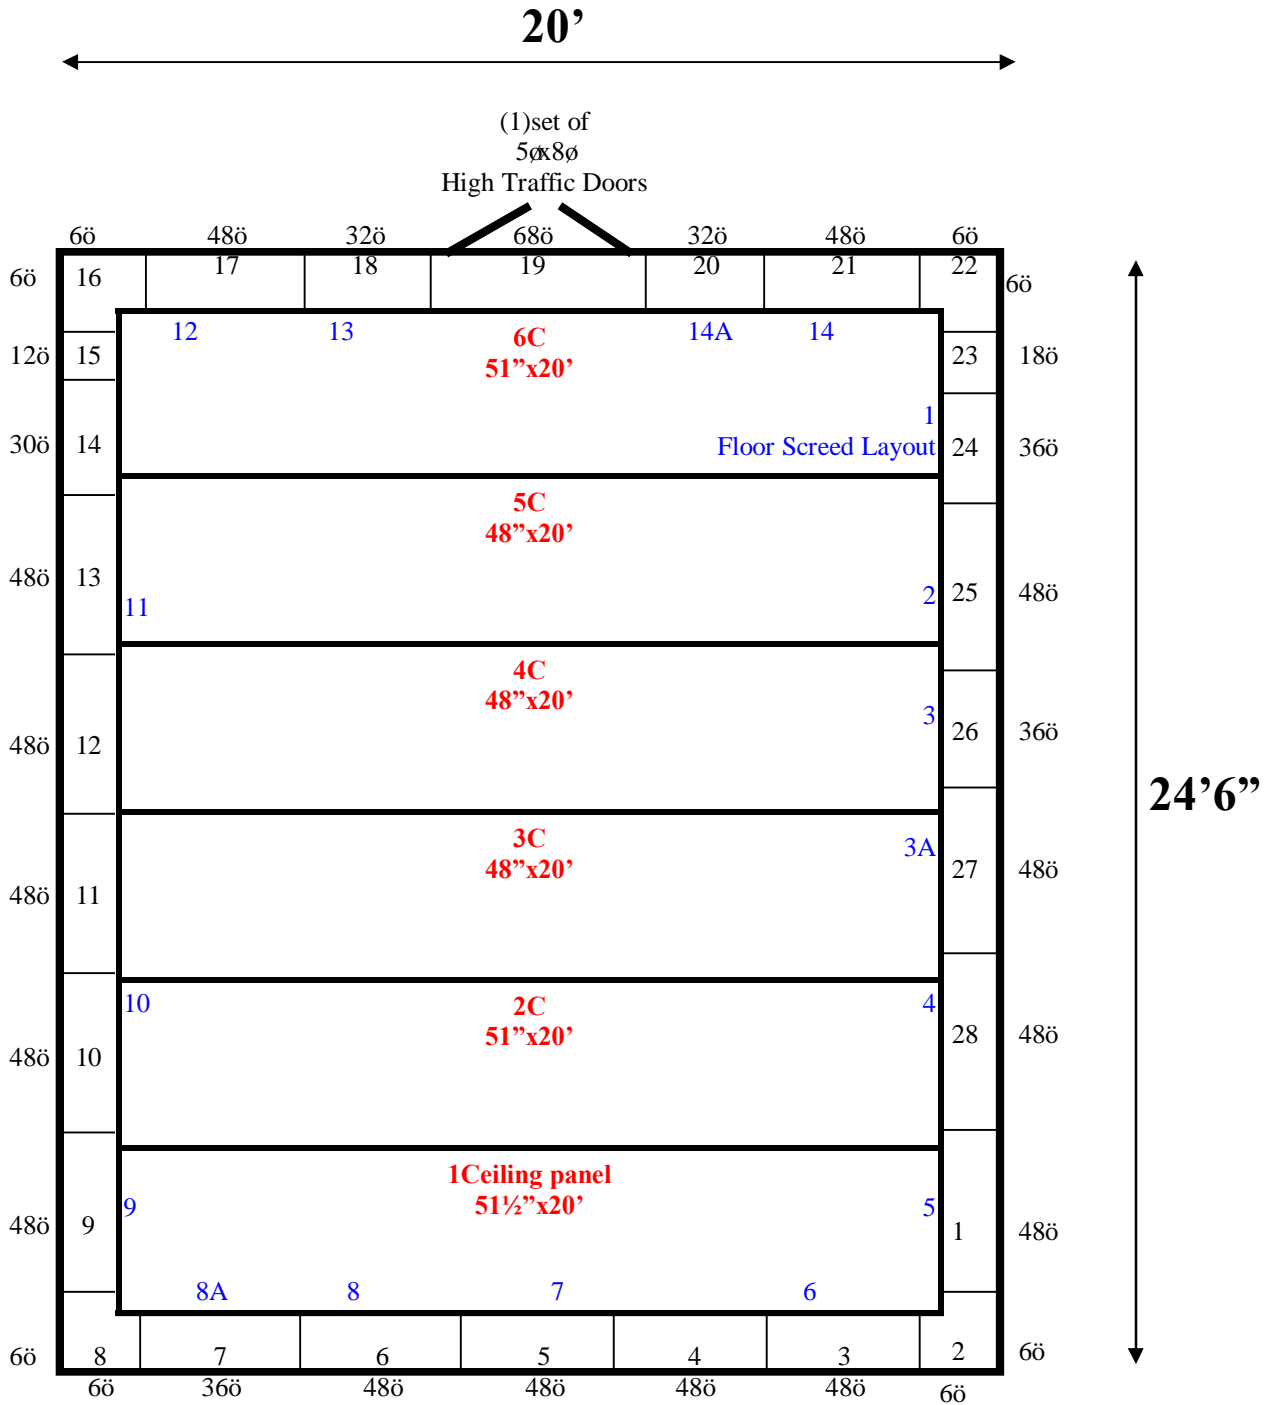 20’
(1)set of
5øx8ø
High Traffic Doors
6ö 48ö 32ö 68ö 32ö 48ö 6ö
6ö 16 17 18 19 20 21 22 6ö
12 13 6C 14A 14
51”x20’
12ö 15 23 18ö
1
Floor Screed Layout
30ö 14 24 36ö
5C
48”x20’
48ö 13 11 2 25 48ö
4C
48”x20’
3
48ö 12 26 36ö
24’6”
3C
48”x20’
3A
27 48ö
48ö 11
10 2C 4
51”x20’
28 48ö
48ö 10
1Ceiling panel
51½”x20’
9 5
48ö 9 1 48ö
8A 8 7 6
6ö 8 7 6 5 4 3 2 6ö
6ö 36ö 48ö 48ö 48ö 48ö 6ö